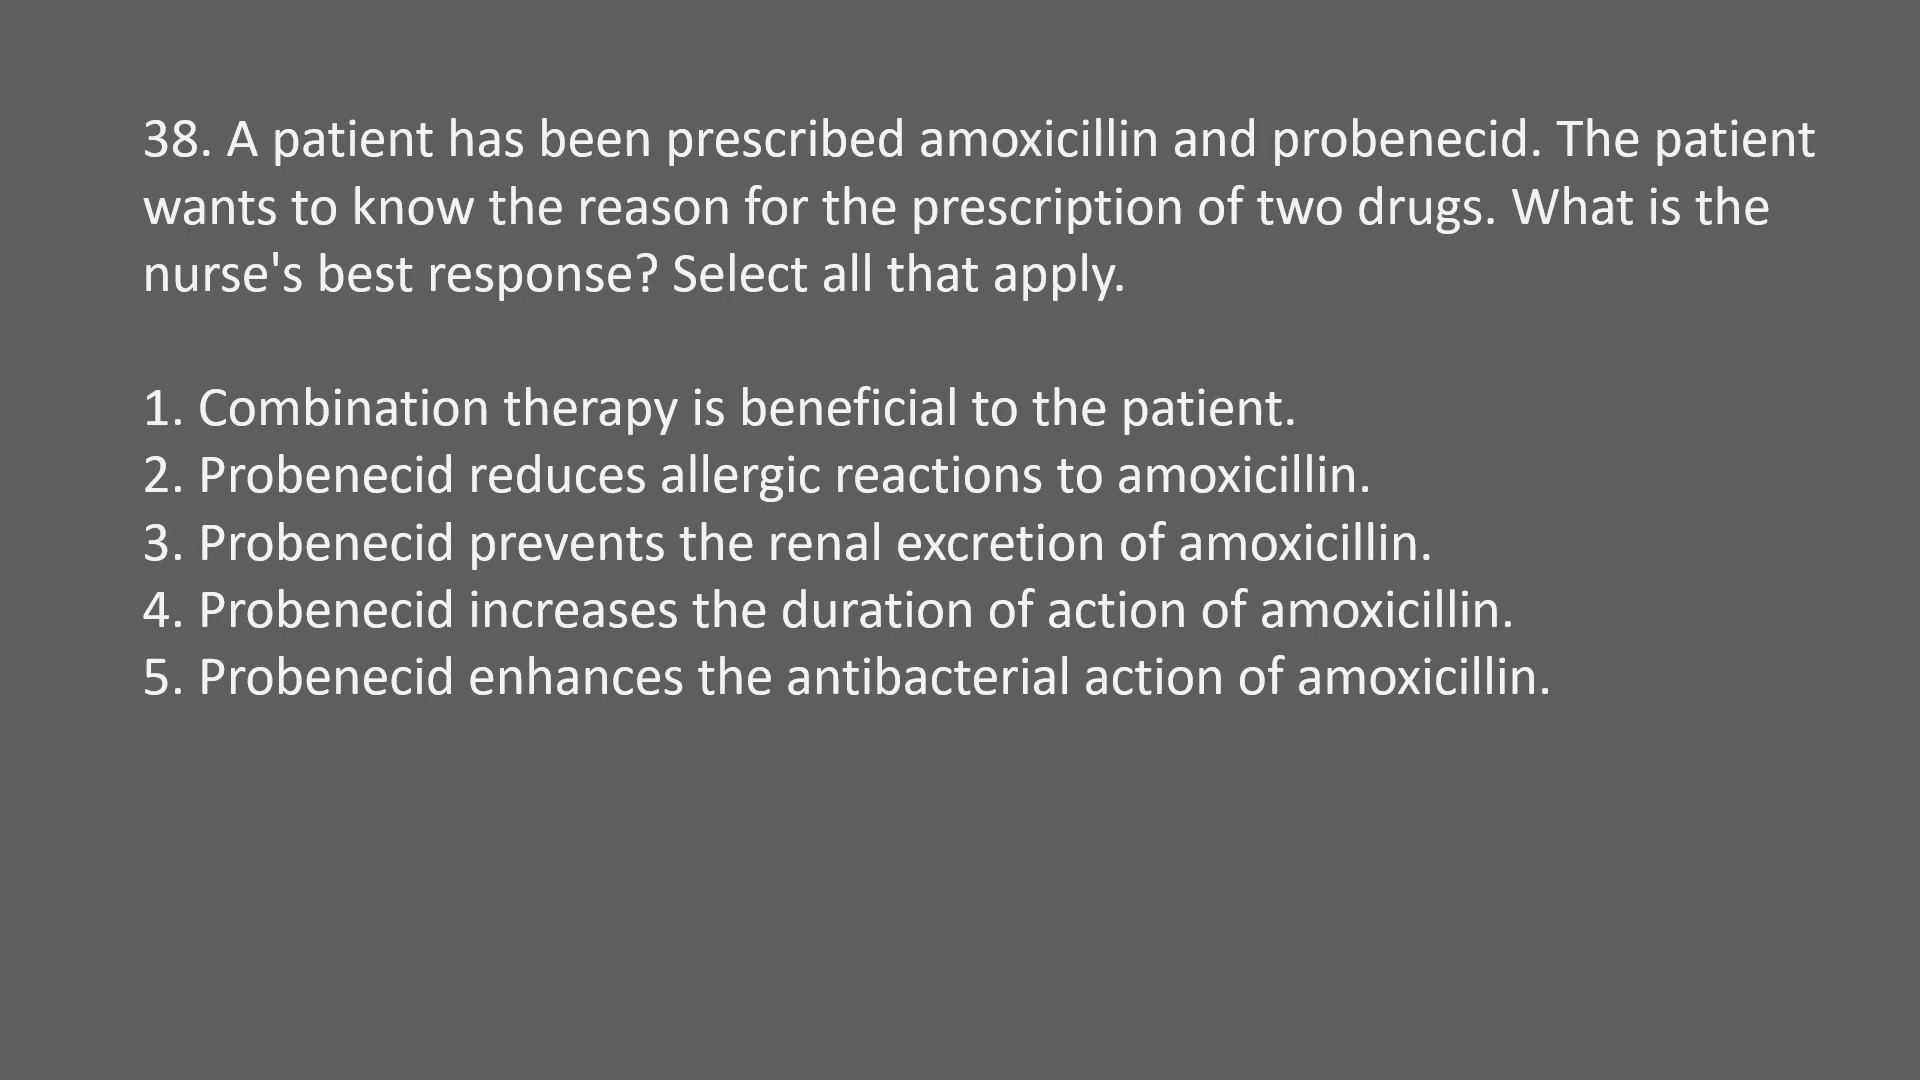 38. A patient has been prescribed amoxicillin and probenecid. The patient
wants to know the reason for the prescription of two drugs. What is the
nurse's best response? Select all that apply.
1. Combination therapy is beneficial to the patient.
2. Probenecid reduces allergic reactions to amoxicillin.
3. Probenecid prevents the renal excretion of amoxicillin.
4. Probenecid increases the duration of action of amoxicillin.
5. Probenecid enhances the antibacterial action of amoxicillin.